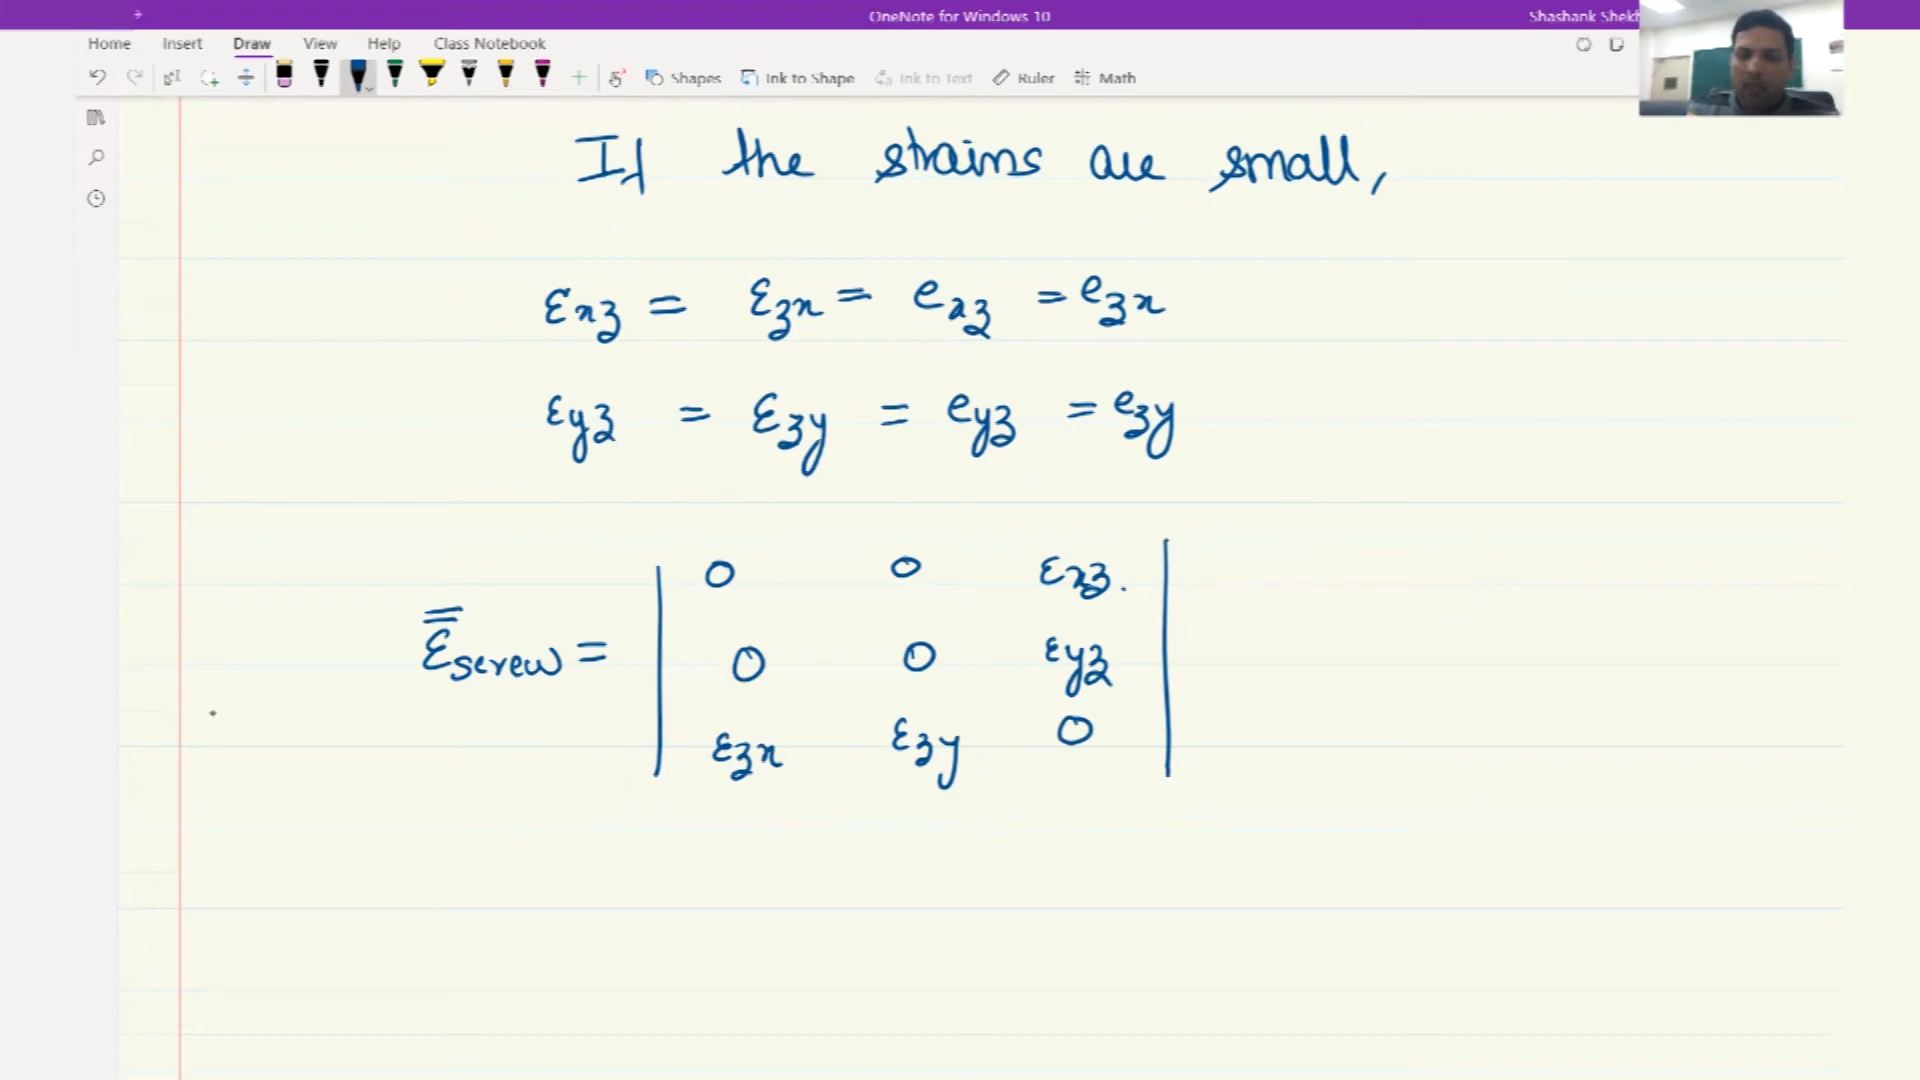 OneNote for Windows 10
Shashank Shekh
Home Insert Draw View Help Class Notebook
Shapes Ink to Shape Ink to Text Ruler Math
If the strains are small,
εxz = εzx = exz = ezx
εyz = εzy = eyz = ezy
0 0 εxz.
ε̿screw = 0 0 εyz
εzx εzy 0